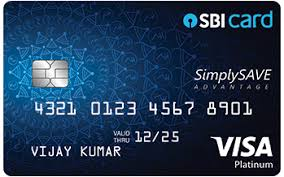 SBI card
SimplySAVE
ADVANTAGE
4321 0123 4567 8901
VALID THRU 12/25
VIJAY KUMAR
VISA
Platinum